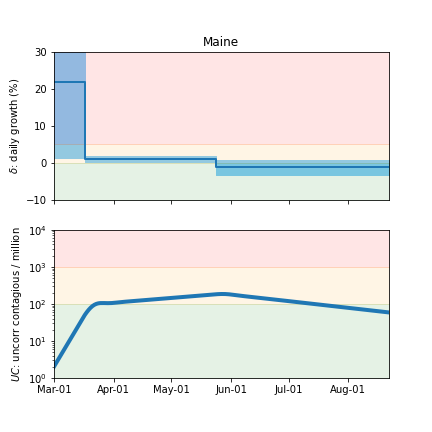 Maine
δ: daily growth (%)
30
20
10
0
−10
UC: uncorr contagious / million
10⁴
10³
10²
10¹
10⁰
Mar-01 Apr-01 May-01 Jun-01 Jul-01 Aug-01